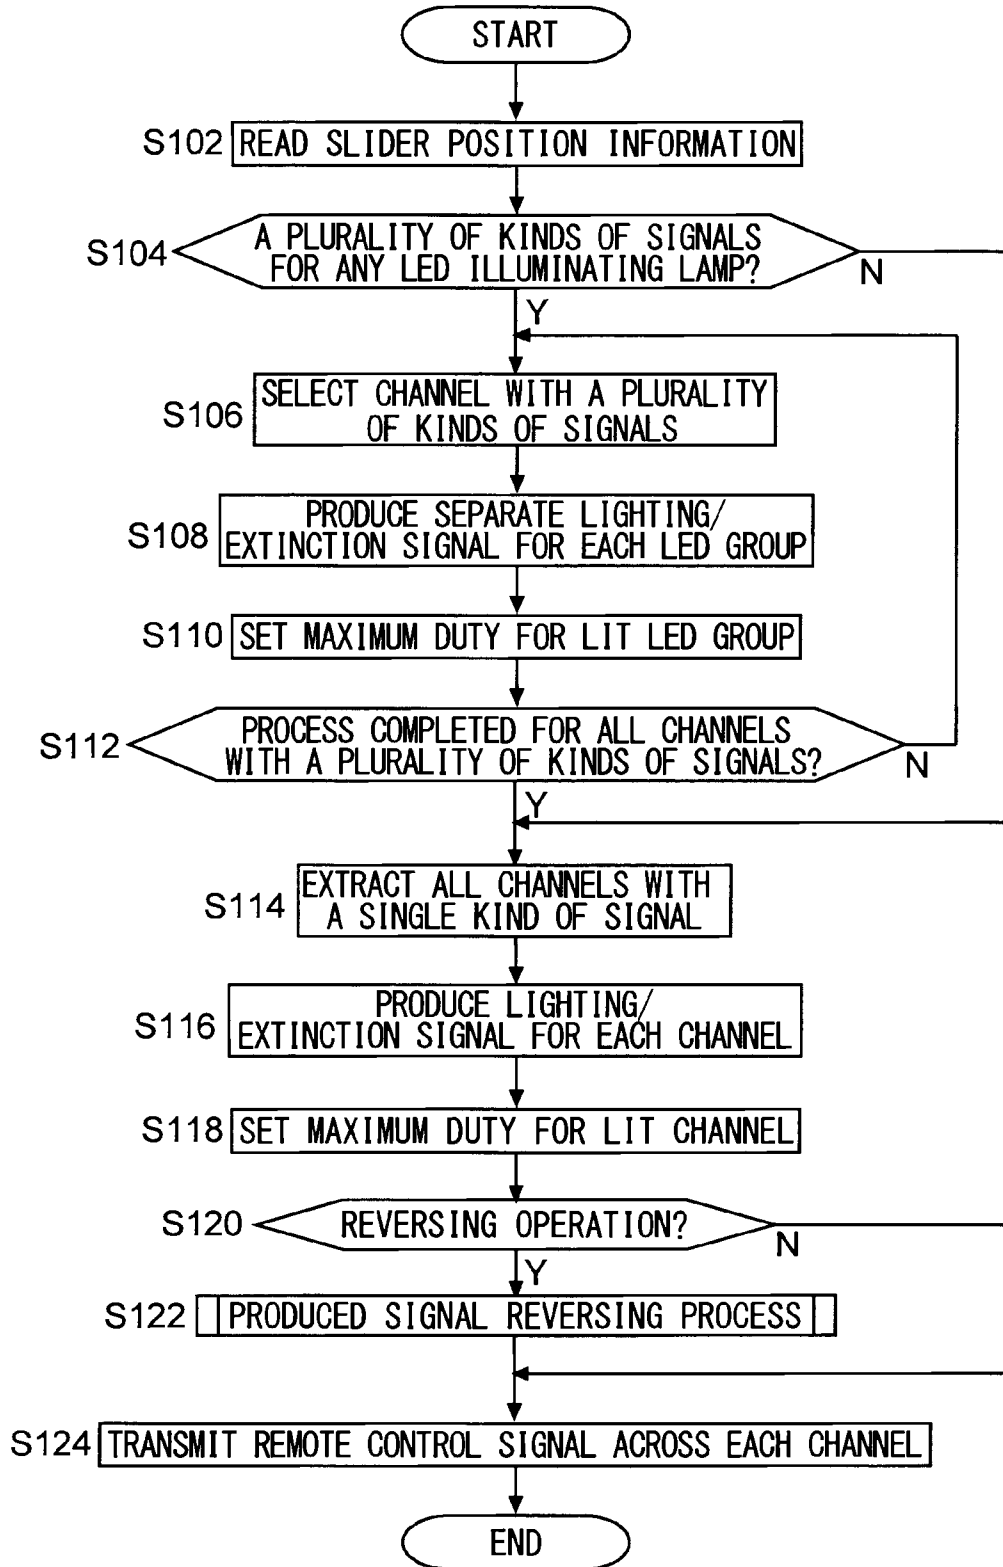 START
S102 READ SLIDER POSITION INFORMATION
S104 A PLURALITY OF KINDS OF SIGNALS
FOR ANY LED ILLUMINATING LAMP?
N
Y
S106 SELECT CHANNEL WITH A PLURALITY
OF KINDS OF SIGNALS
S108 PRODUCE SEPARATE LIGHTING/
EXTINCTION SIGNAL FOR EACH LED GROUP
S110 SET MAXIMUM DUTY FOR LIT LED GROUP
S112 PROCESS COMPLETED FOR ALL CHANNELS
WITH A PLURALITY OF KINDS OF SIGNALS?
N
Y
S114 EXTRACT ALL CHANNELS WITH
A SINGLE KIND OF SIGNAL
S116 PRODUCE LIGHTING/
EXTINCTION SIGNAL FOR EACH CHANNEL
S118 SET MAXIMUM DUTY FOR LIT CHANNEL
S120 REVERSING OPERATION?
N
Y
S122 PRODUCED SIGNAL REVERSING PROCESS
S124 TRANSMIT REMOTE CONTROL SIGNAL ACROSS EACH CHANNEL
END